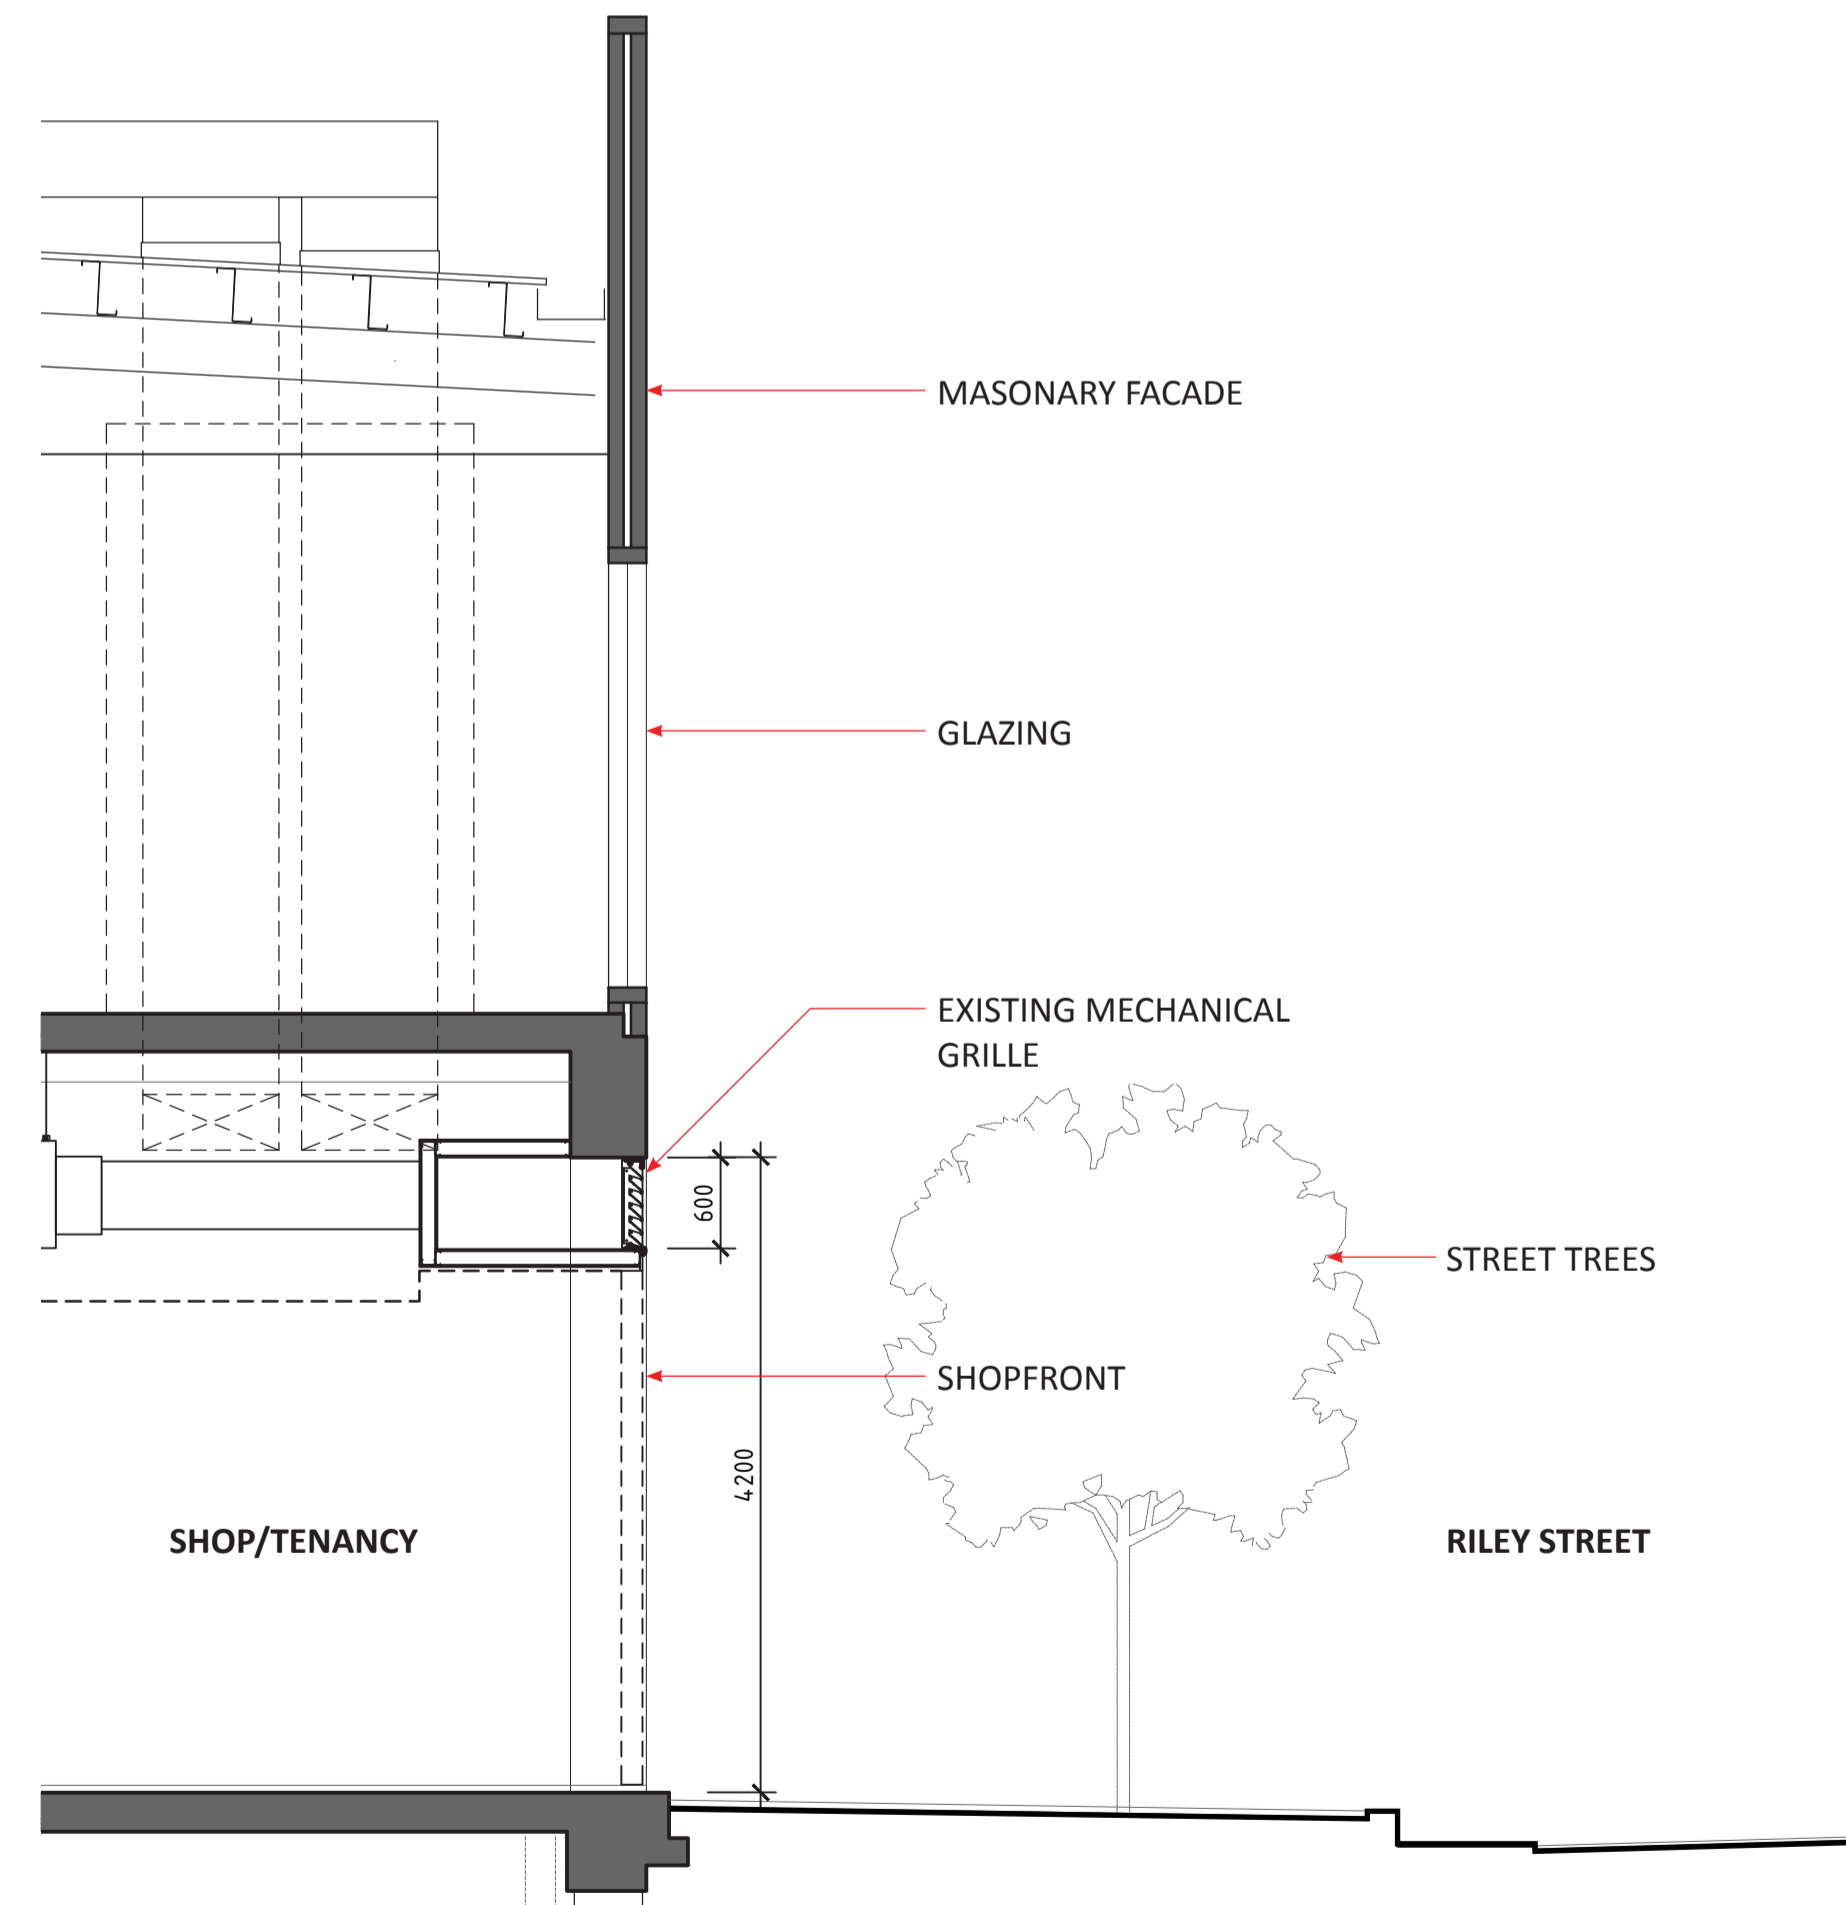 MASONARY FACADE
GLAZING
EXISTING MECHANICAL
GRILLE
600
STREET TREES
SHOPFRONT
4200
SHOP/TENANCY
RILEY STREET